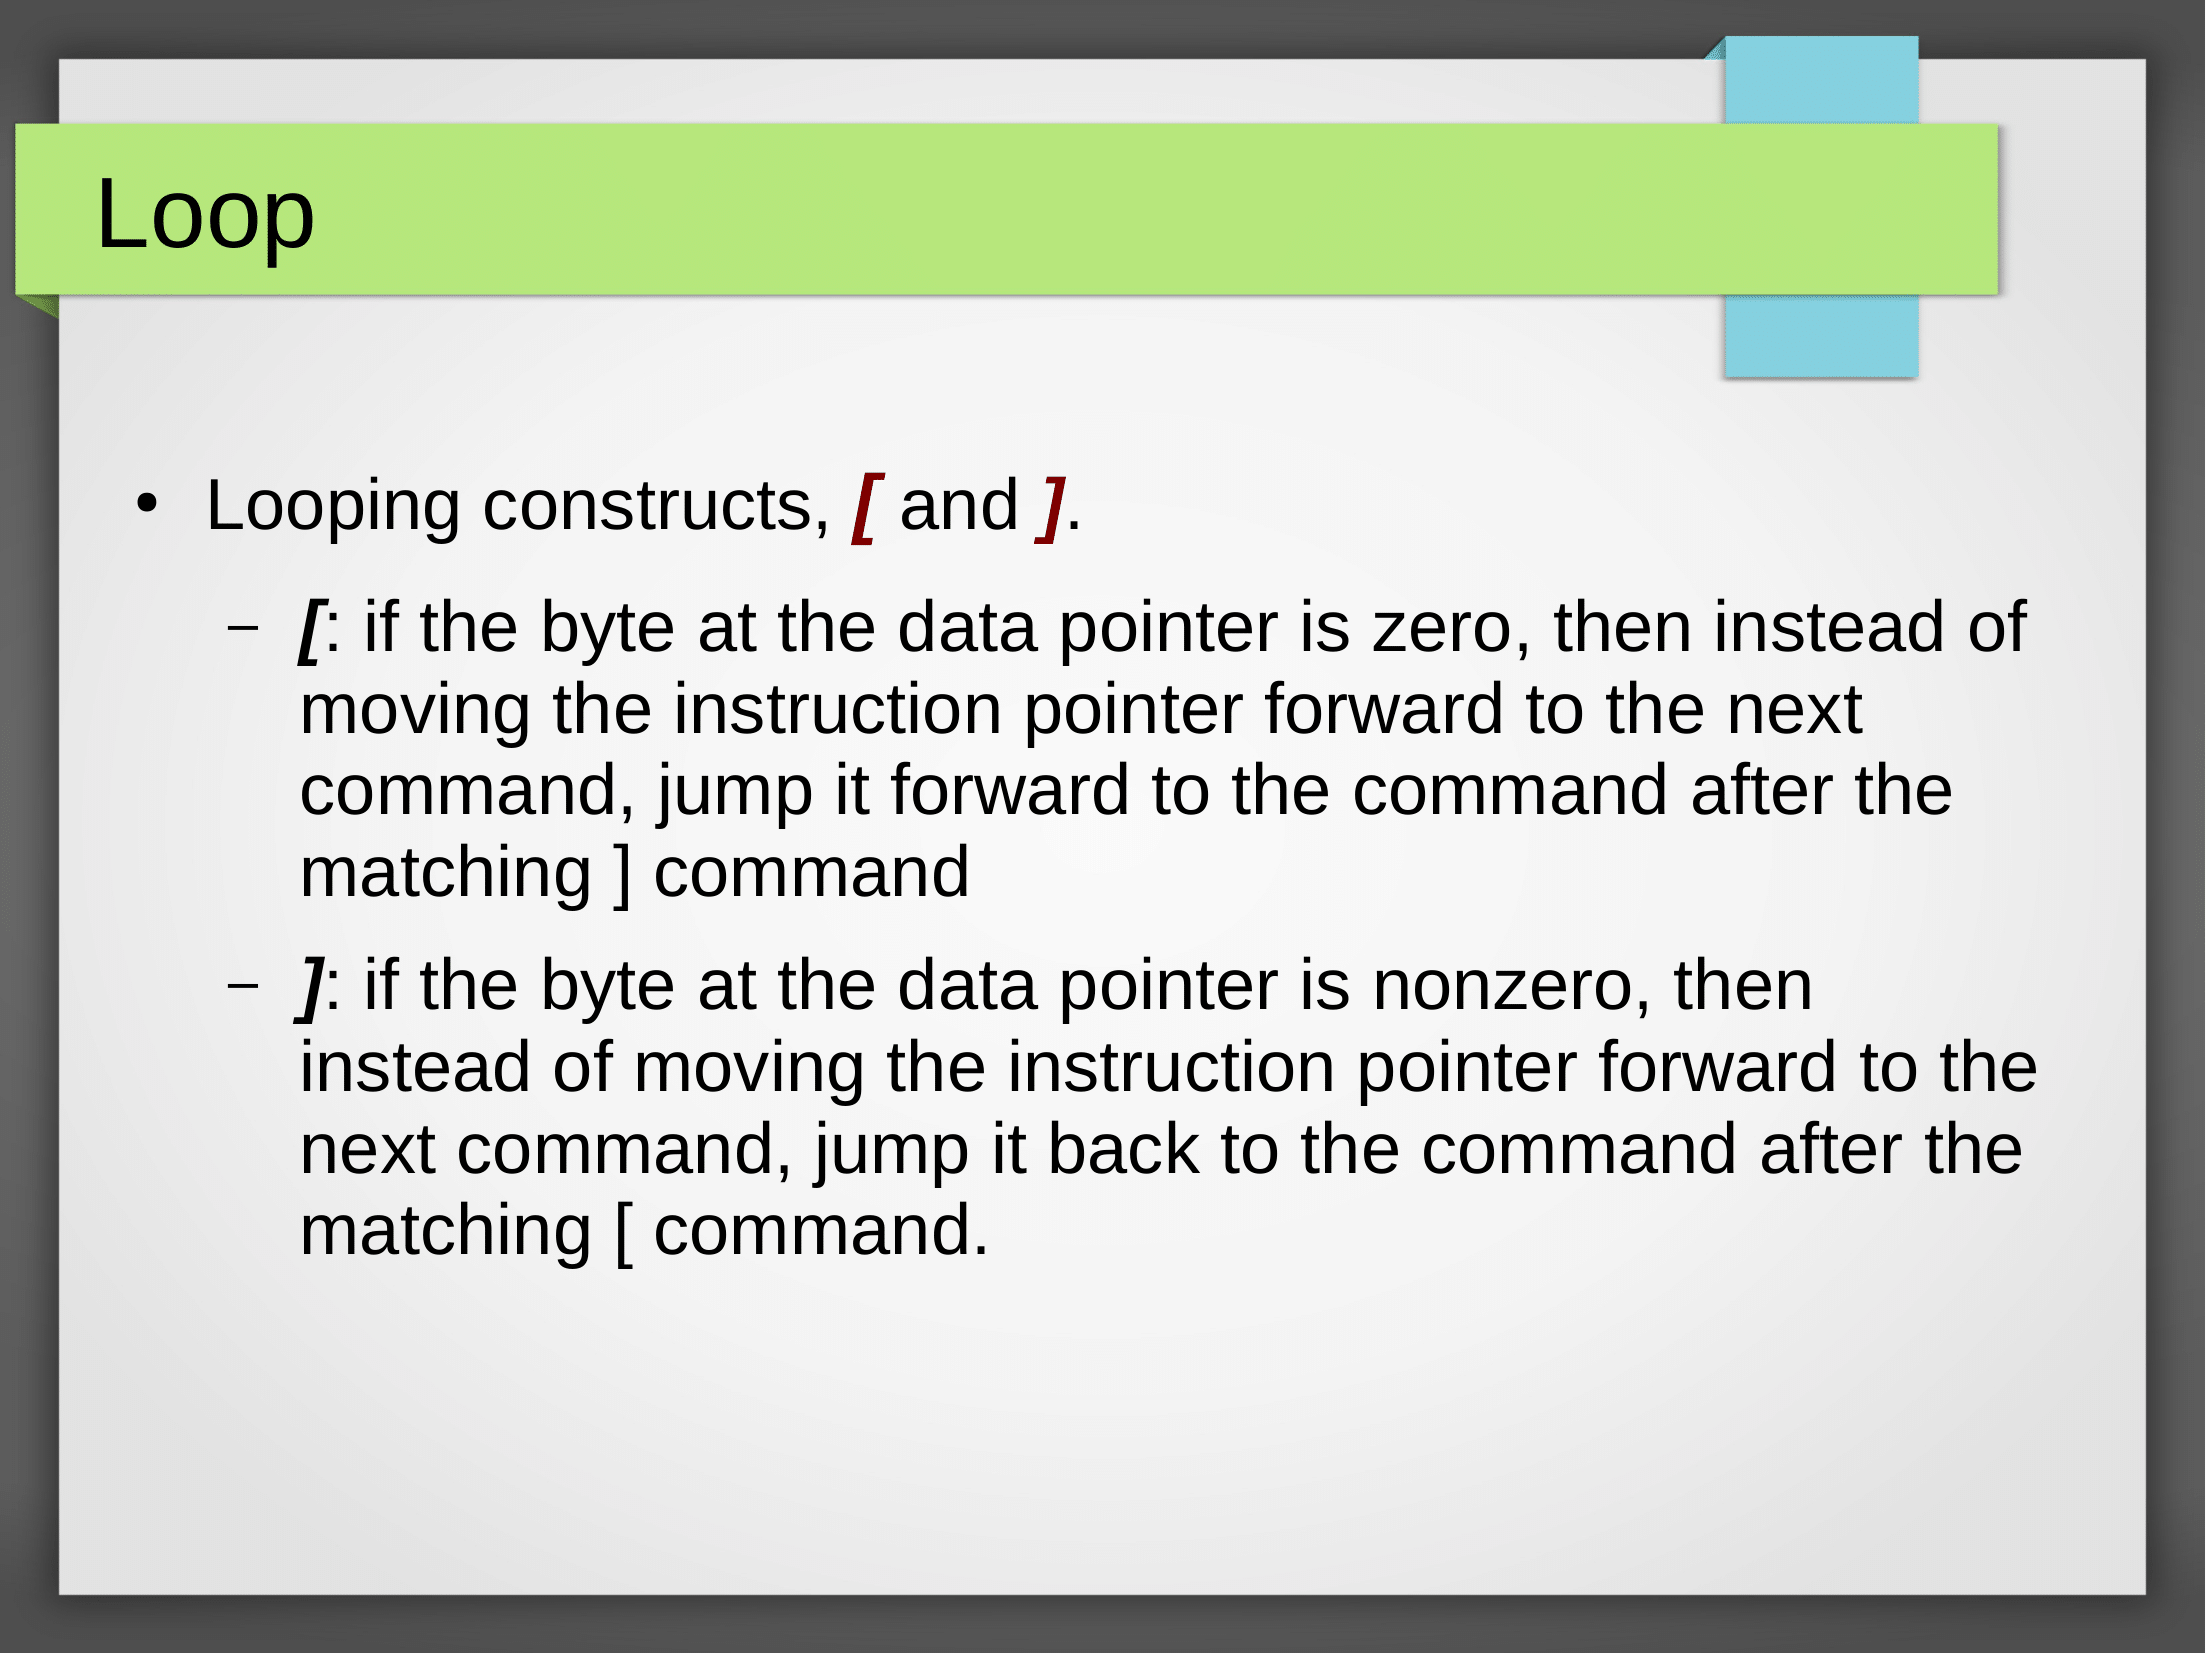 Loop
• Looping constructs, [ and ].
– [: if the byte at the data pointer is zero, then instead of
moving the instruction pointer forward to the next
command, jump it forward to the command after the
matching ] command
– ]: if the byte at the data pointer is nonzero, then
instead of moving the instruction pointer forward to the
next command, jump it back to the command after the
matching [ command.